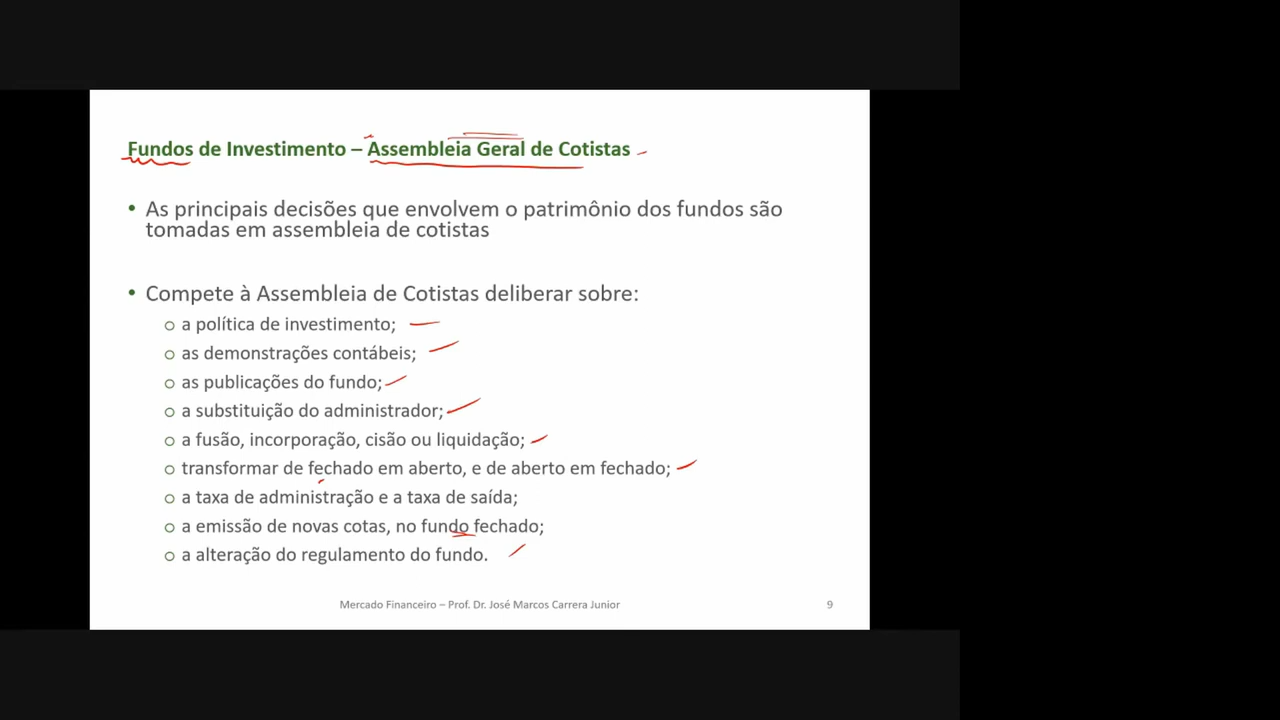 Fundos de Investimento – Assembleia Geral de Cotistas
• As principais decisões que envolvem o patrimônio dos fundos são
tomadas em assembleia de cotistas
• Compete à Assembleia de Cotistas deliberar sobre:
o a política de investimento;
o as demonstrações contábeis;
o as publicações do fundo;
o a substituição do administrador;
o a fusão, incorporação, cisão ou liquidação;
o transformar de fechado em aberto, e de aberto em fechado;
o a taxa de administração e a taxa de saída;
o a emissão de novas cotas, no fundo fechado;
o a alteração do regulamento do fundo.
Mercado Financeiro – Prof. Dr. José Marcos Carrera Junior 9